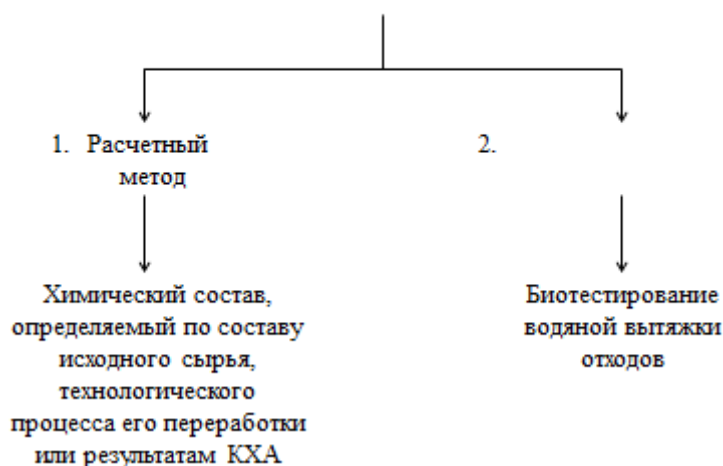 1. Расчетный
метод
2.
Химический состав,
определяемый по составу
исходного сырья,
технологического
процесса его переработки
или результатам КХА
Биотестирование
водяной вытяжки
отходов